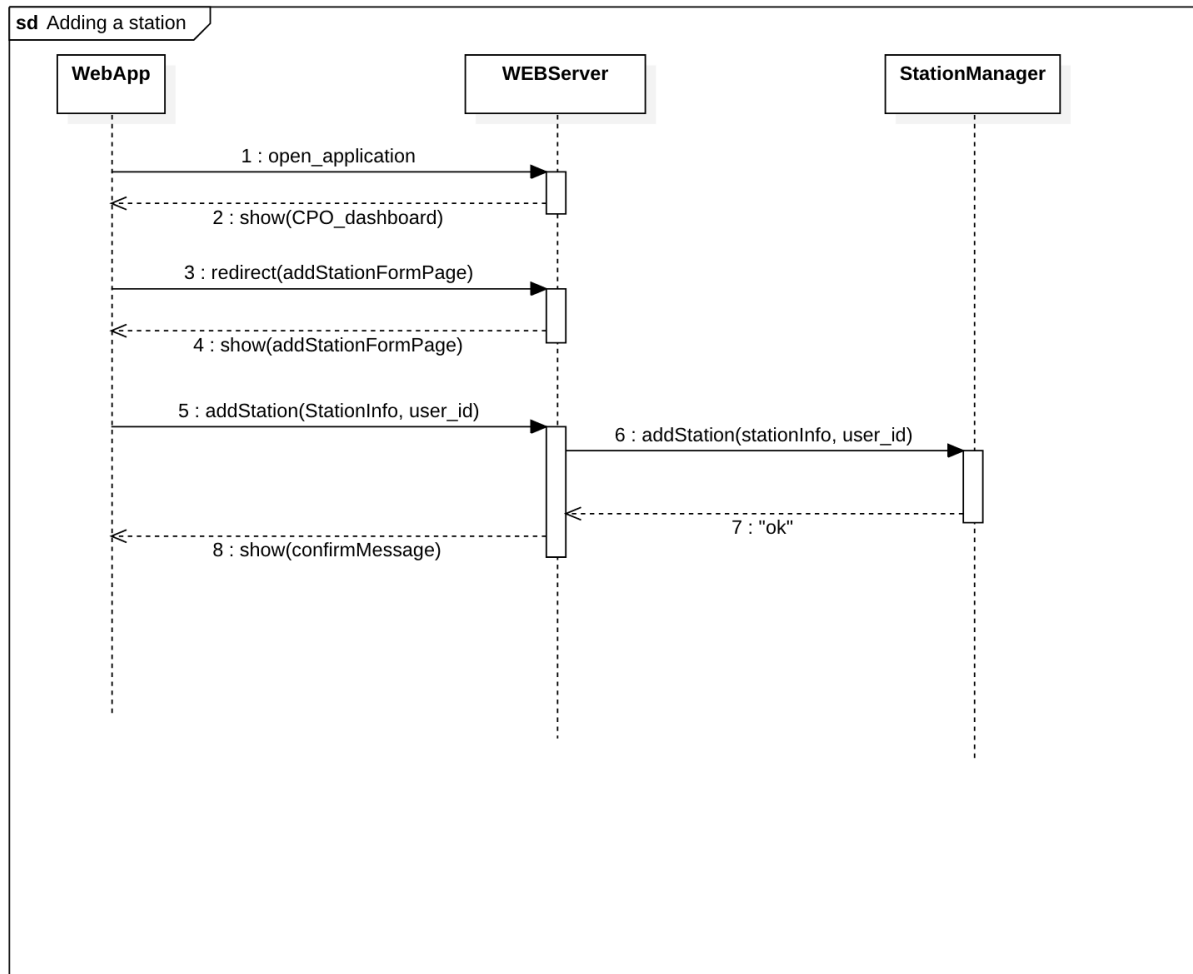 sd Adding a station
WebApp
WEBServer
StationManager
1 : open_application
2 : show(CPO_dashboard)
3 : redirect(addStationFormPage)
4 : show(addStationFormPage)
5 : addStation(StationInfo, user_id)
6 : addStation(stationInfo, user_id)
7 : "ok"
8 : show(confirmMessage)